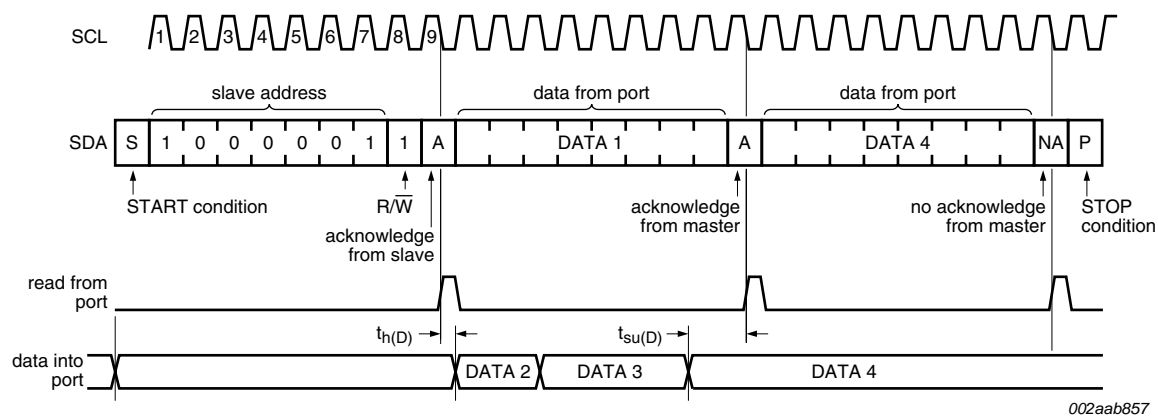 SCL 1 2 3 4 5 6 7 8 9
slave address data from port data from port
SDA S 1 0 0 0 0 0 1 1 A DATA 1 A DATA 4 NA P
START condition R/W̅ acknowledge from slave acknowledge from master no acknowledge from master STOP condition
read from port
th(D) tsu(D)
data into port DATA 2 DATA 3 DATA 4
002aab857